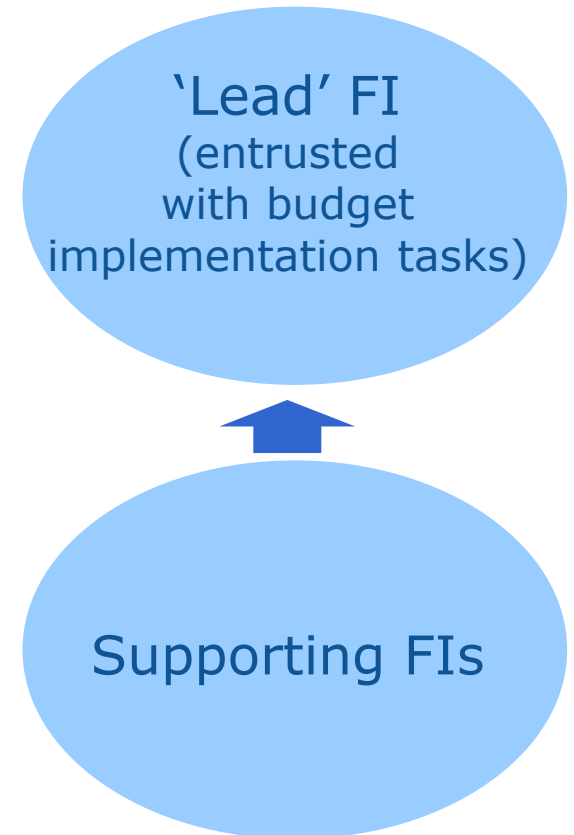 ‘Lead’ FI
(entrusted
with budget
implementation tasks)
Supporting FIs